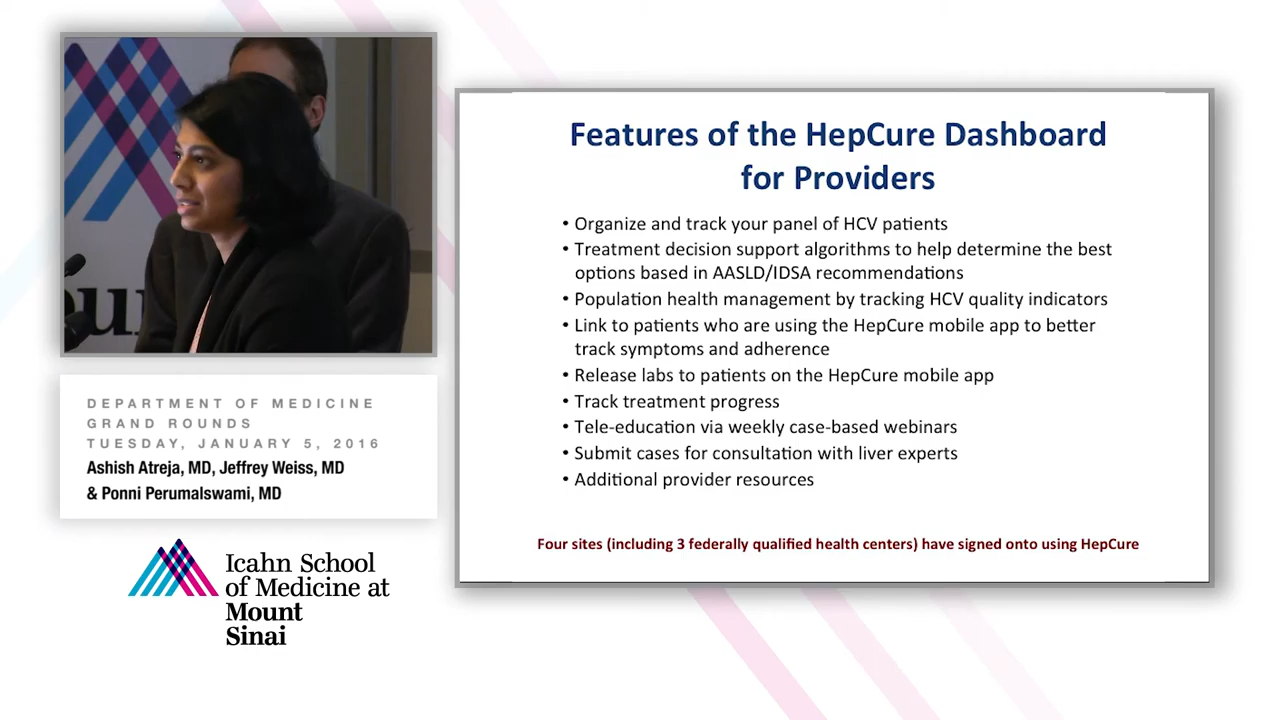 DEPARTMENT OF MEDICINE
GRAND ROUNDS
TUESDAY, JANUARY 5, 2016
Ashish Atreja, MD, Jeffrey Weiss, MD
& Ponni Perumalswami, MD
Icahn School
of Medicine at
Mount
Sinai
Features of the HepCure Dashboard
for Providers
• Organize and track your panel of HCV patients
• Treatment decision support algorithms to help determine the best
options based in AASLD/IDSA recommendations
• Population health management by tracking HCV quality indicators
• Link to patients who are using the HepCure mobile app to better
track symptoms and adherence
• Release labs to patients on the HepCure mobile app
• Track treatment progress
• Tele-education via weekly case-based webinars
• Submit cases for consultation with liver experts
• Additional provider resources
Four sites (including 3 federally qualified health centers) have signed onto using HepCure